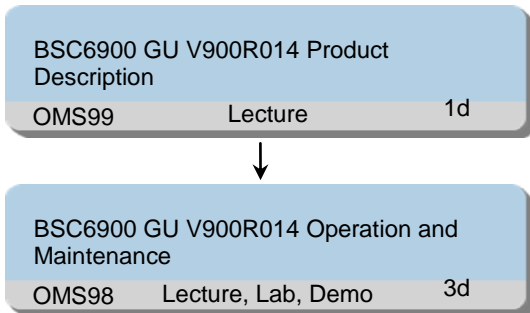 BSC6900 GU V900R014 Product
Description
OMS99 Lecture 1d
BSC6900 GU V900R014 Operation and
Maintenance
OMS98 Lecture, Lab, Demo 3d